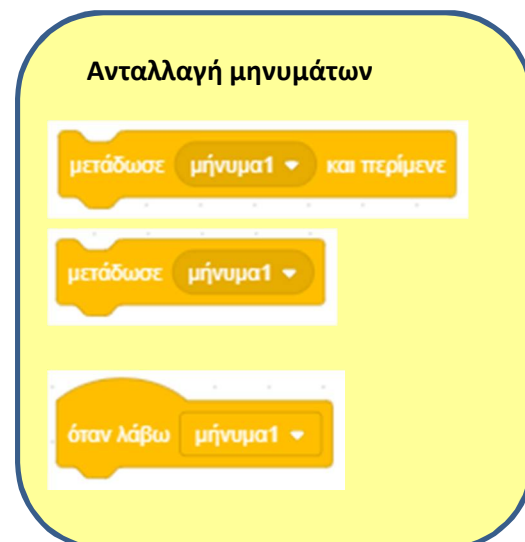 Ανταλλαγή μηνυμάτων
μετάδωσε μήνυμα1 και περίμενε
μετάδωσε μήνυμα1
όταν λάβω μήνυμα1